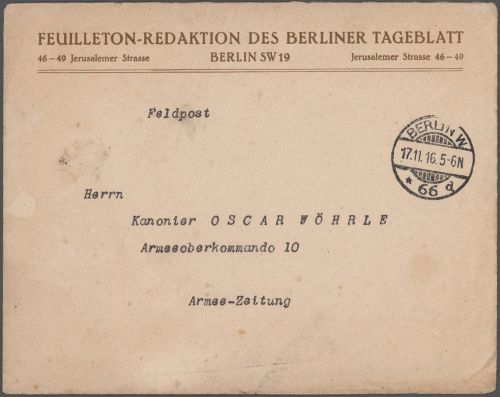 FEUILLETON-REDAKTION DES BERLINER TAGEBLATT
46-49 Jerusalemer Strasse BERLIN SW 19 Jerusalemer Strasse 46-49
Feldpost
BERLIN W
17.11.16.5-6N
* 66 d
Herrn
Kanonier OSCAR WÖHRLE
Armeeoberkommando 10
Armee-Zeitung